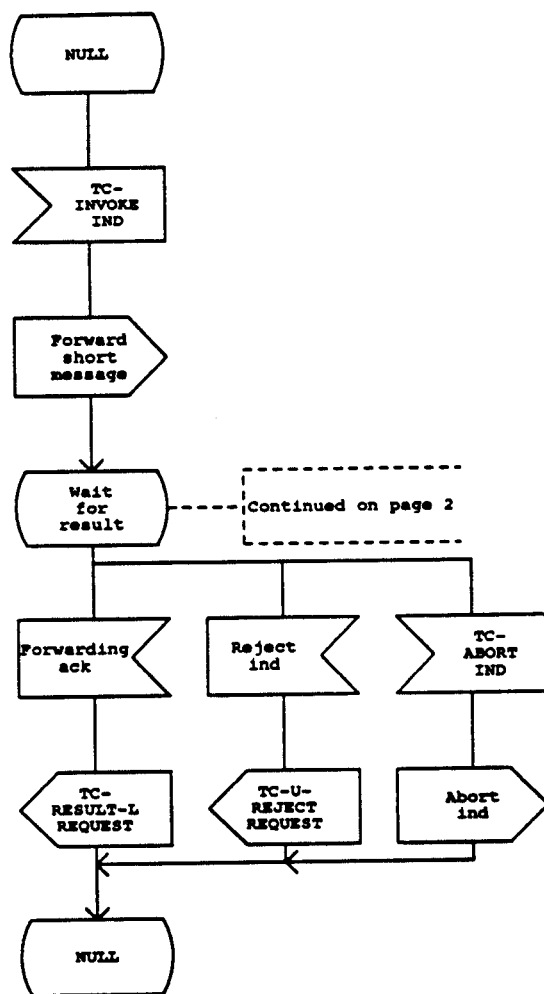 NULL
TC-
INVOKE
IND
Forward
short
message
Wait
for
result
Continued on page 2
Forwarding
ack
Reject
ind
TC-
ABORT
IND
TC-
RESULT-L
REQUEST
TC-U-
REJECT
REQUEST
Abort
ind
NULL